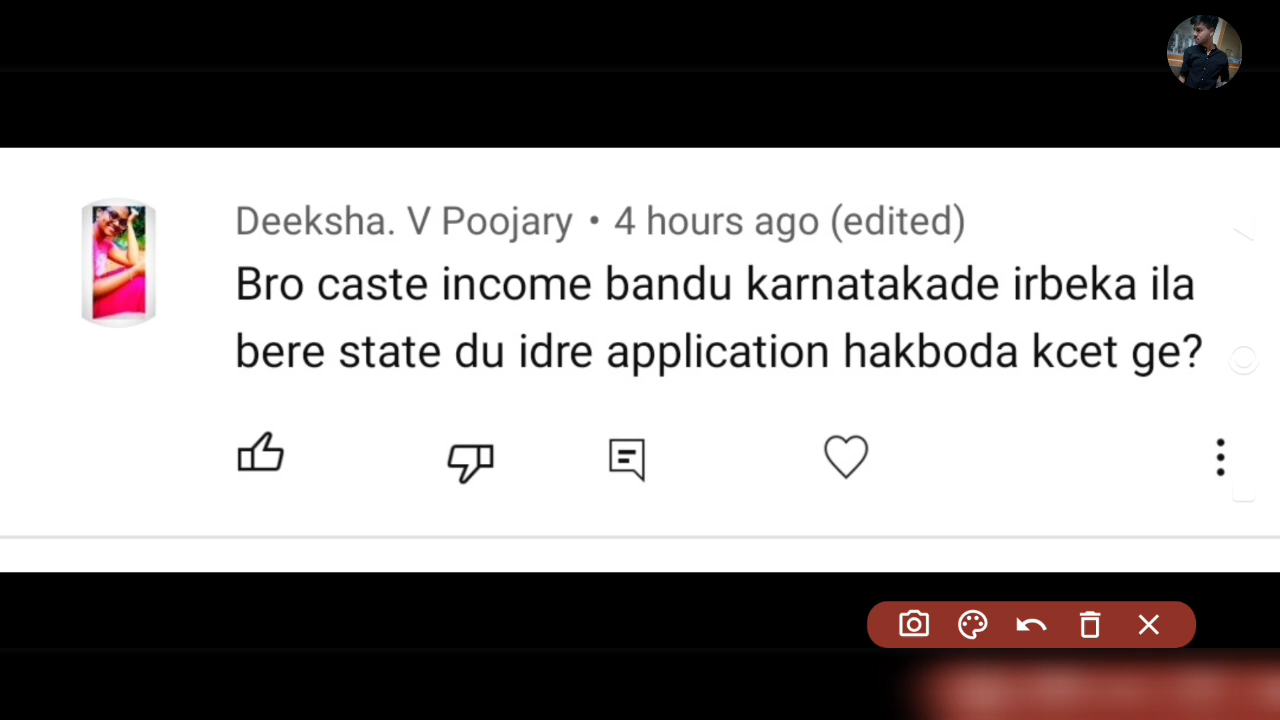 Deeksha. V Poojary • 4 hours ago (edited)
Bro caste income bandu karnatakade irbeka ila
bere state du idre application hakboda kcet ge?